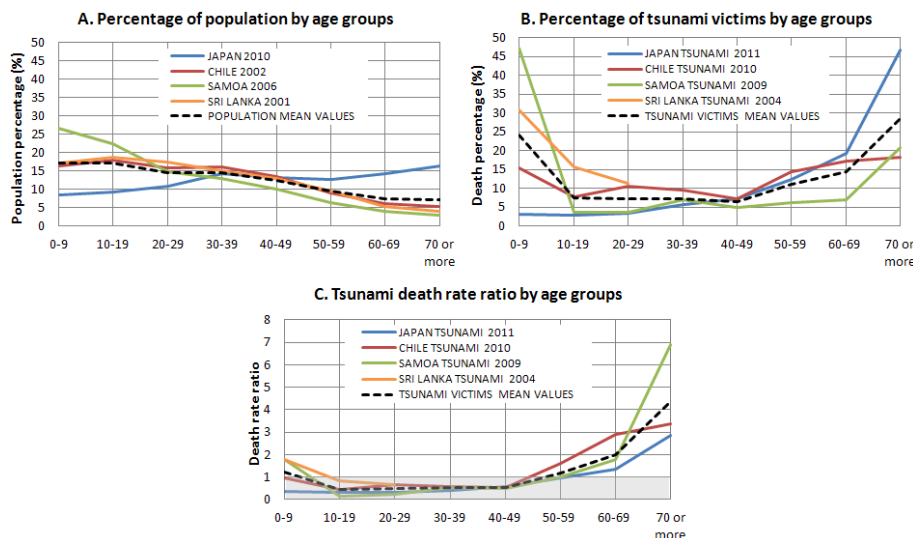 A. Percentage of population by age groups
Population percentage (%)
50
45
40
35
30
25
20
15
10
5
0
JAPAN 2010
CHILE 2002
SAMOA 2006
SRI LANKA 2001
POPULATION MEAN VALUES
0-9 10-19 20-29 30-39 40-49 50-59 60-69 70 or
more
B. Percentage of tsunami victims by age groups
Death percentage (%)
50
45
40
35
30
25
20
15
10
5
0
JAPAN TSUNAMI 2011
CHILE TSUNAMI 2010
SAMOA TSUNAMI 2009
SRI LANKA TSUNAMI 2004
TSUNAMI VICTIMS MEAN VALUES
0-9 10-19 20-29 30-39 40-49 50-59 60-69 70 or
more
C. Tsunami death rate ratio by age groups
Death rate ratio
8
7
6
5
4
3
2
1
0
JAPAN TSUNAMI 2011
CHILE TSUNAMI 2010
SAMOA TSUNAMI 2009
SRI LANKA TSUNAMI 2004
TSUNAMI VICTIMS MEAN VALUES
0-9 10-19 20-29 30-39 40-49 50-59 60-69 70 or
more